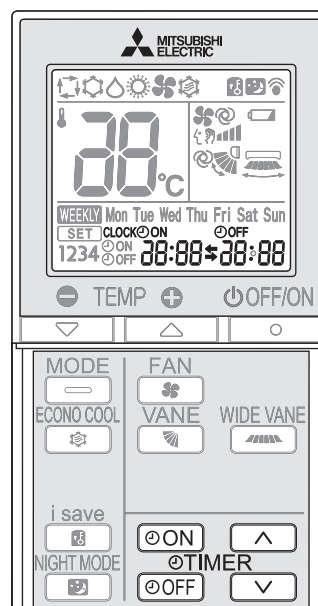 MITSUBISHI
ELECTRIC
88°C
WEEKLY Mon Tue Wed Thu Fri Sat Sun
SET CLOCK ON OFF
1234 ON OFF 88:88 88:88
TEMP OFF/ON
MODE FAN
ECONO COOL VANE WIDE VANE
i save
ON
NIGHT MODE TIMER
OFF